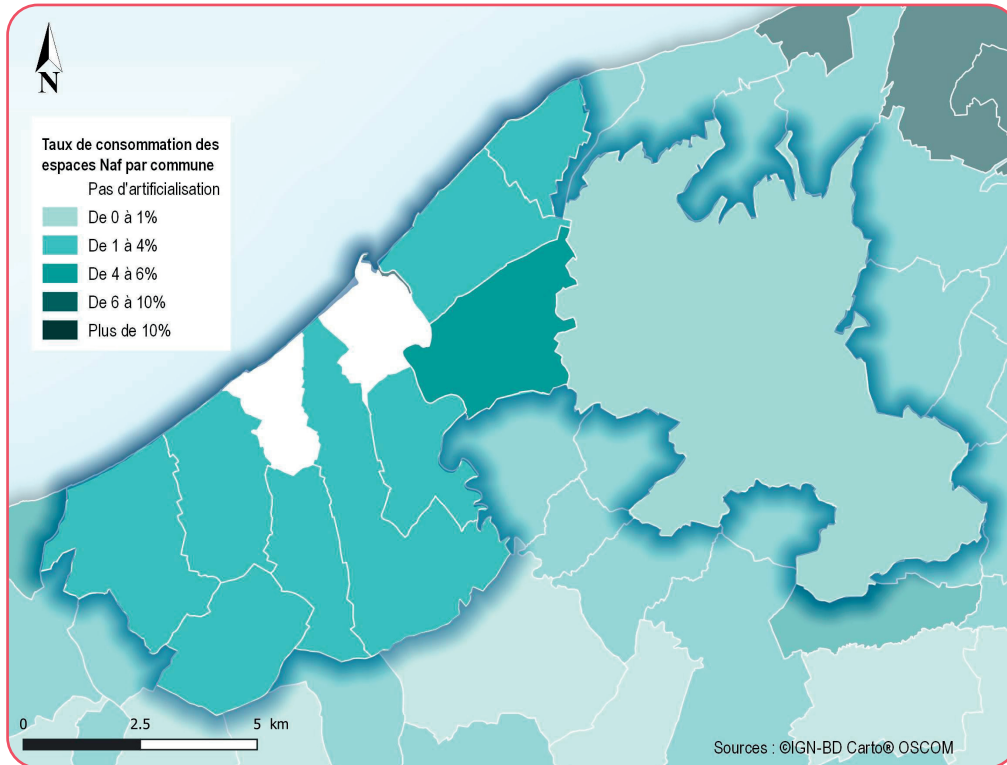 N
Taux de consommation des
espaces Naf par commune
Pas d'artificialisation
De 0 à 1%
De 1 à 4%
De 4 à 6%
De 6 à 10%
Plus de 10%
0 2.5 5 km
Sources : ©IGN-BD Carto® OSCOM